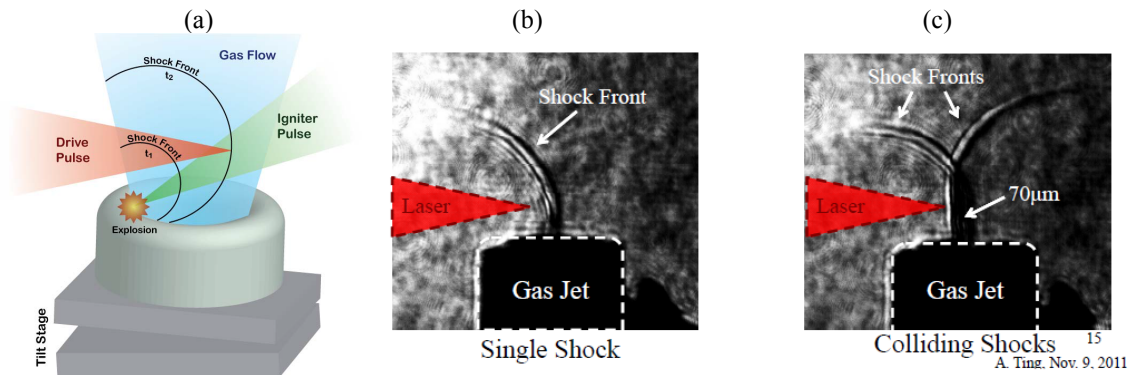 (a)
Gas Flow
Shock Front
t2
Igniter
Pulse
Drive
Pulse
Shock Front
t1
Explosion
Tilt Stage
(b)
Shock Front
Laser
Gas Jet
Single Shock
(c)
Shock Fronts
70μm
Laser
Gas Jet
Colliding Shocks
15
A. Ting, Nov. 9, 2011